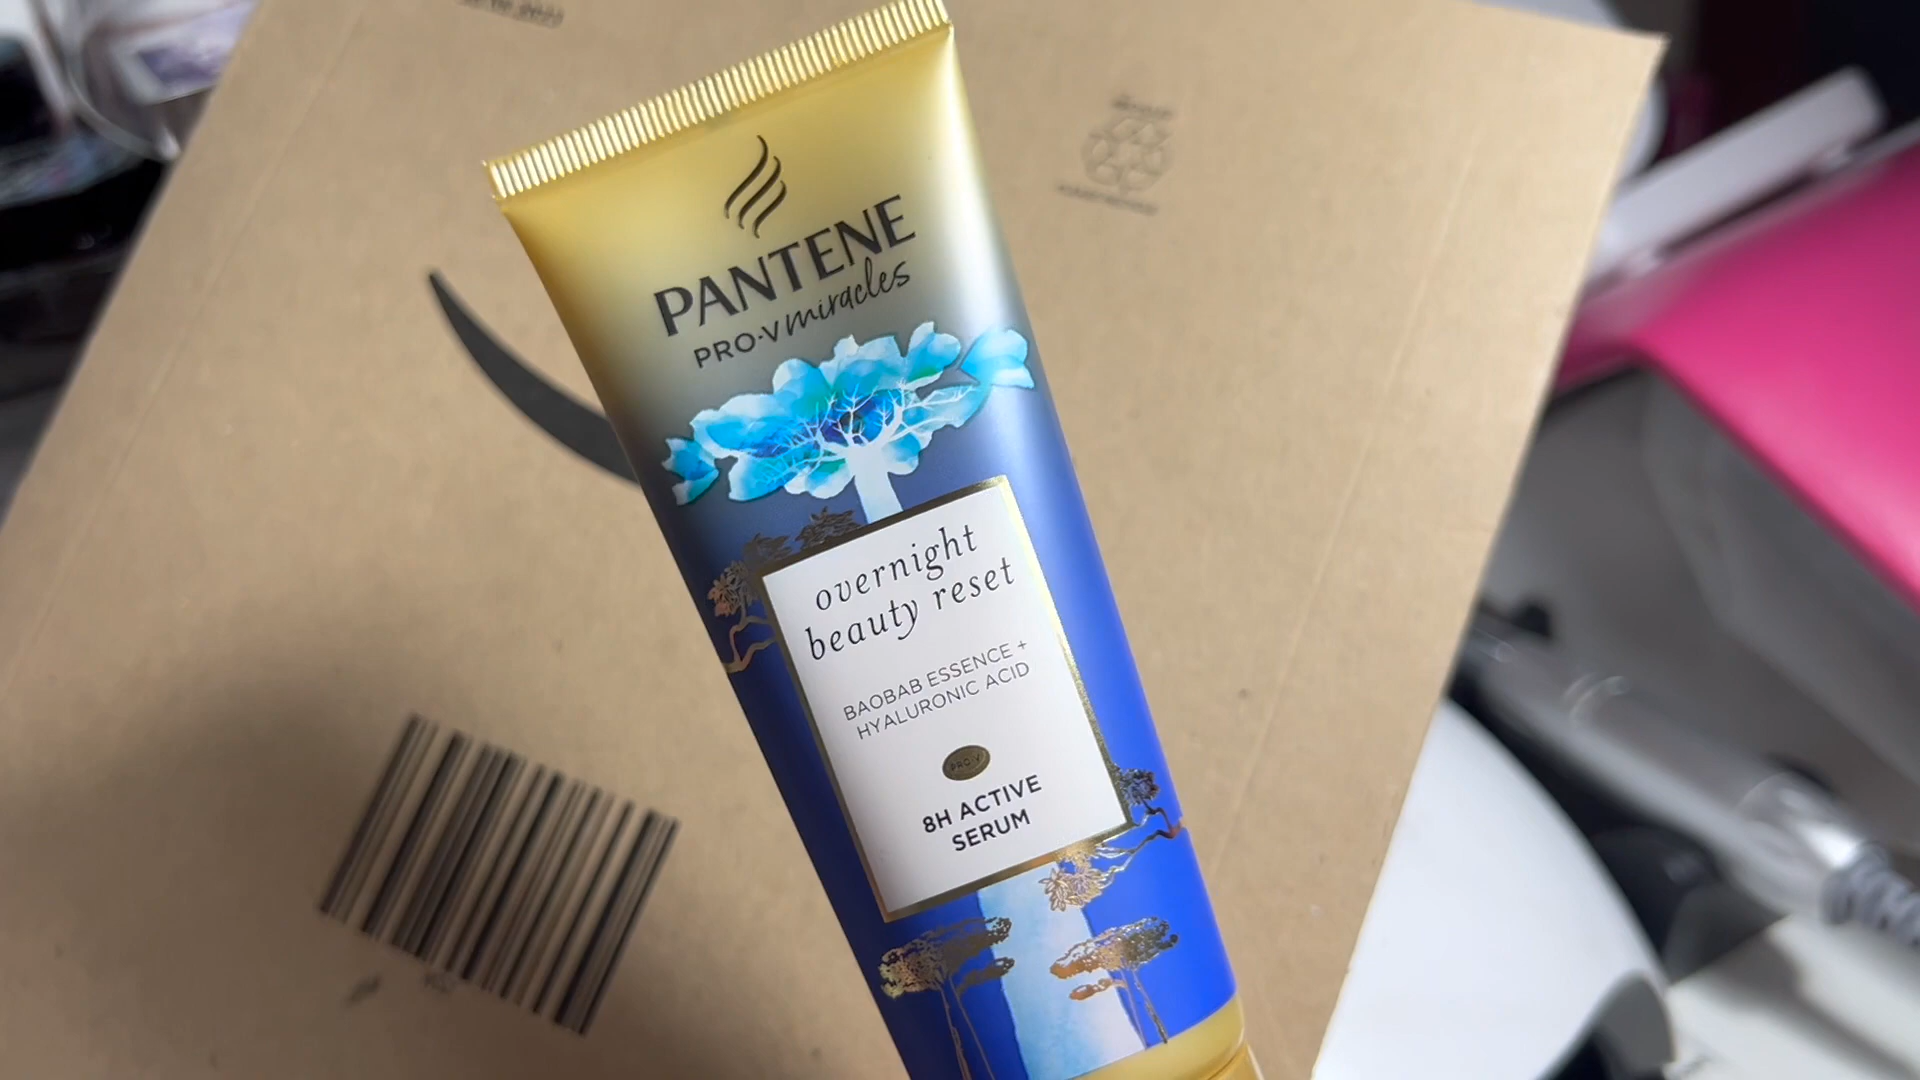 PANTENE
PRO-V miracles
overnight
beauty reset
BAOBAB ESSENCE +
HYALURONIC ACID
PRO-V
8H ACTIVE
SERUM